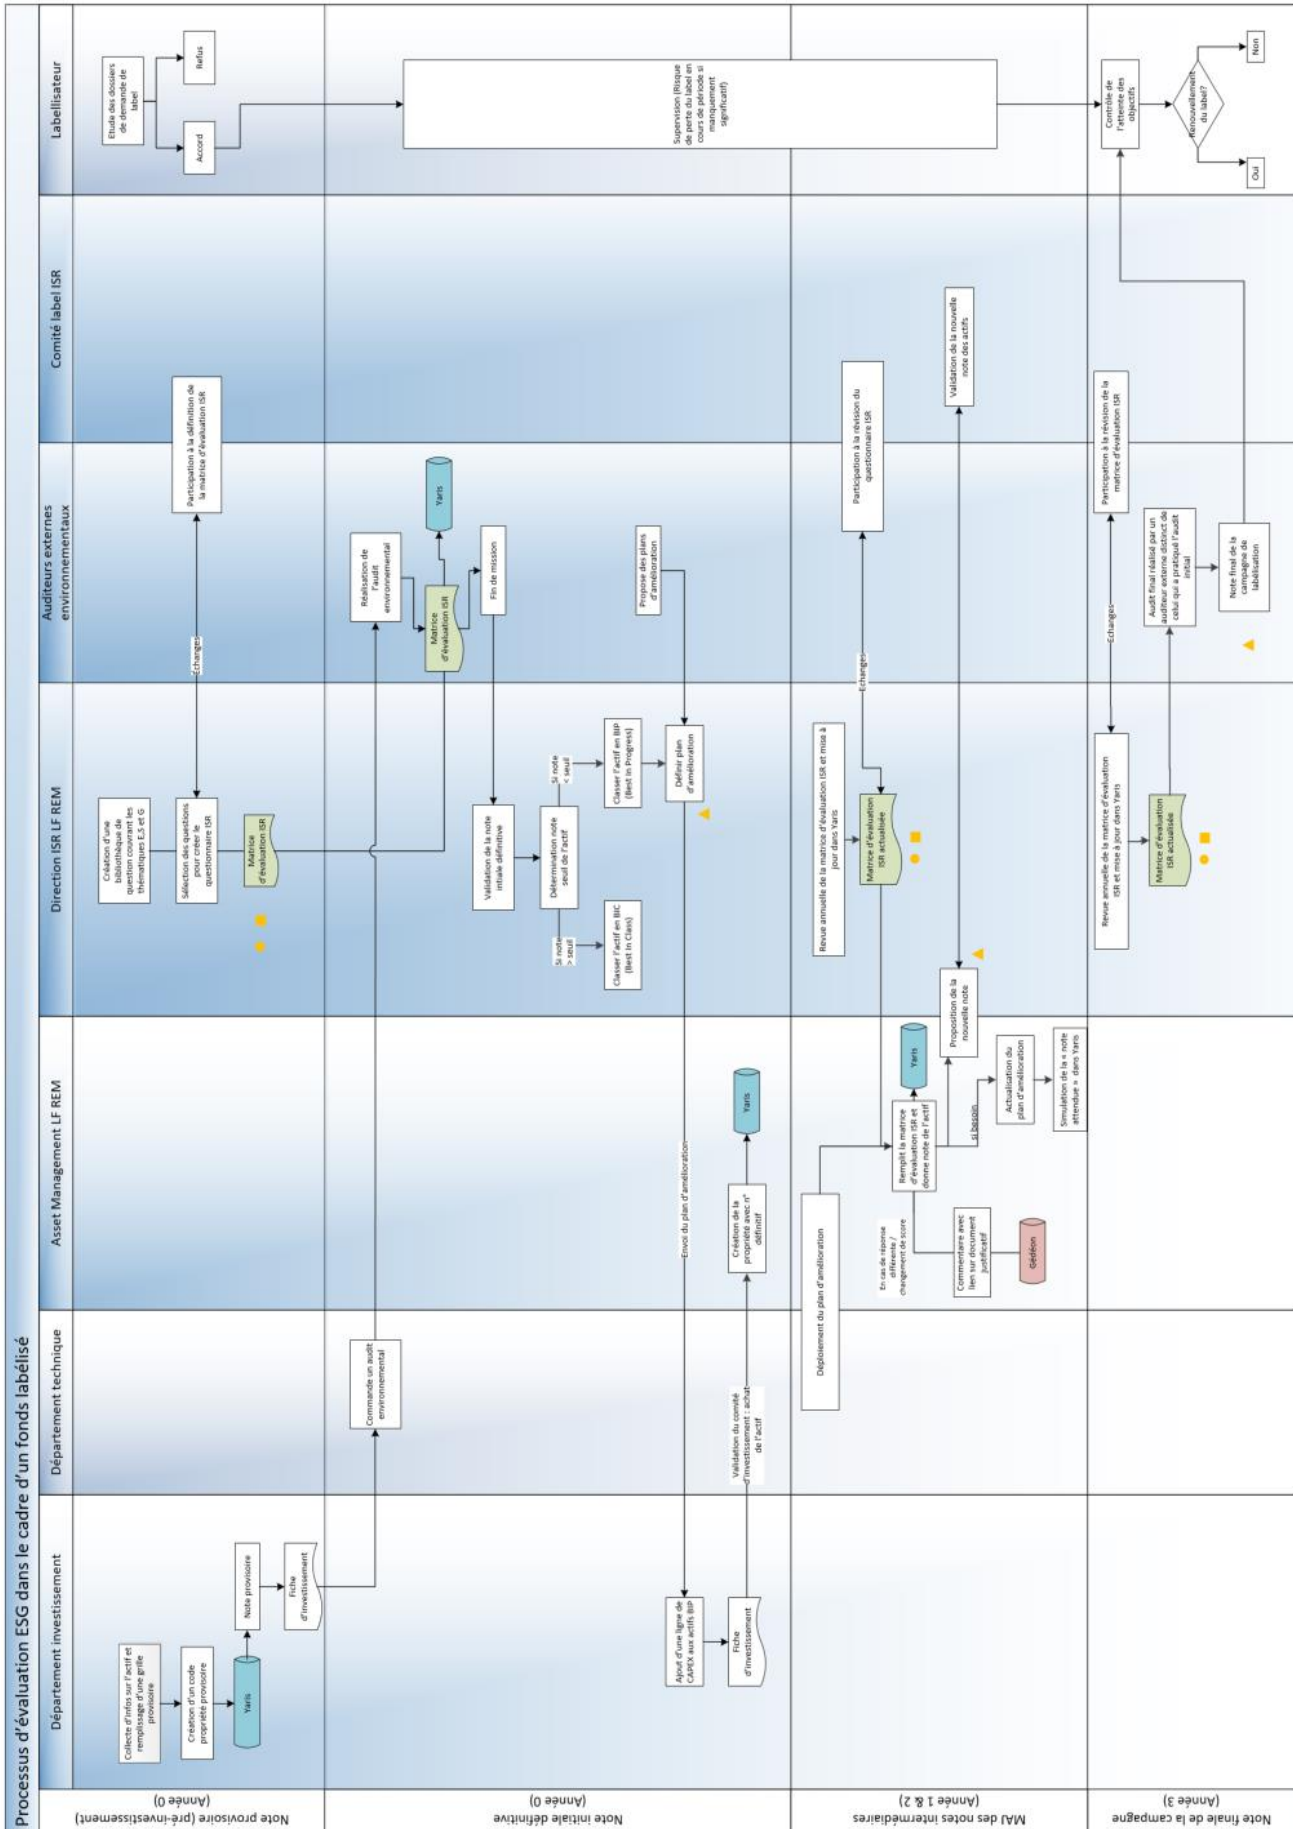 Processus d'évaluation ESG dans le cadre d'un fonds labélisé
Département investissement
Département technique
Asset Management LF REM
Direction ISR LF REM
Auditeurs externes
environnementaux
Comité label ISR
Labellisateur
Note provisoire (pré-investissement)
(Année 0)
Collecte d'infos sur l'actif et
remplissage d'une grille
provisoire
Création d'un code
propriété provisoire
Yaris
Note provisoire
Fiche
d'investissement
Création d'une
bibliothèque de
question couvrant les
thématiques E,S et G
Sélection des questions
pour créer le
questionnaire ISR
Matrice
d'évaluation ISR
Echanges
Participation à la définition de
la matrice d'évaluation ISR
Etude des dossiers
de demande de
label
Accord
Refus
Note initiale définitive
(Année 0)
Commande un audit
environnemental
Réalisation de
l'audit
environnemental
Matrice
d'évaluation ISR
Yaris
Fin de mission
Validation de la note
intiale définitive
Détermination note
seuil de l'actif
Si note
> seuil
Si note
< seuil
Classer l'actif en BIC
(Best In Class)
Classer l'actif en BIP
(Best In Progress)
Propose des plans
d'amélioration
Définir plan
d'amélioration
Envoi du plan d'amélioration
Ajout d'une ligne de
CAPEX aux actifs BIP
Fiche
d'investissement
Validation du comité
d'investissement : achat
de l'actif
Création de la
propriété avec n°
définitif
Yaris
Supervision (Risque
de perte du label en
cours de période si
manquement
significatif)
MAJ des notes intermédiaires
(Année 1 & 2)
Déploiement du plan d'amélioration
Revue annuelle de la matrice d'évaluation ISR et mise à
jour dans Yaris
Matrice d'évaluation
ISR actualisée
Echanges
Participation à la révision du
questionnaire ISR
Remplit la matrice
d'évaluation ISR et
donne note de l'actif
Yaris
En cas de réponse
différente /
changement de score
Commentaire avec
lien sur document
justificatif
Gédéon
Proposition de la
nouvelle note
Validation de la nouvelle
note des actifs
si besoin
Actualisation du
plan d'amélioration
Simulation de la « note
attendue » dans Yaris
Note finale de la campagne
(Année 3)
Revue annuelle de la matrice d'évaluation
ISR et mise à jour dans Yaris
Echanges
Participation à la révision de la
matrice d'évaluation ISR
Matrice d'évaluation
ISR actualisée
Audit final réalisé par un
auditeur externe distinct de
celui qui a pratiqué l'audit
initial
Note final de la
campagne de
labélisation
Contrôle de
l'atteinte des
objectifs
Renouvellement
du label?
Oui
Non